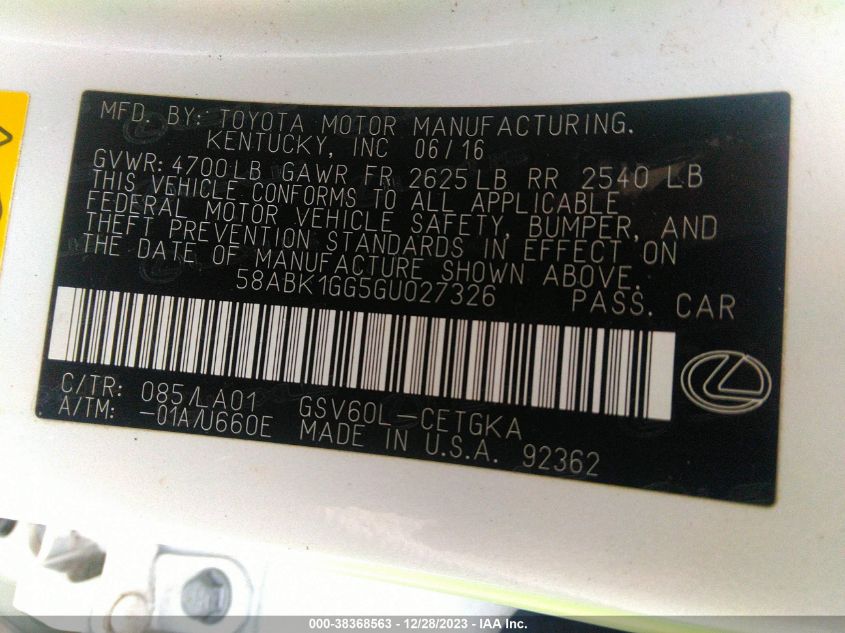 MFD. BY: TOYOTA MOTOR MANUFACTURING.
KENTUCKY, INC 06/16
GVWR: 4700LB GAWR FR 2625LB RR 2540 LB
THIS VEHICLE CONFORMS TO ALL APPLICABLE
FEDERAL MOTOR VEHICLE SAFETY, BUMPER, AND
THEFT PREVENTION STANDARDS IN EFFECT ON
THE DATE OF MANUFACTURE SHOWN ABOVE.
58ABK1GG5GU027326 PASS. CAR
C/TR: 085/LA01 GSV60L-CETGKA
A/TM: -01A/U660E MADE IN U.S.A. 92362
000-38368563 - 12/28/2023 - IAA Inc.